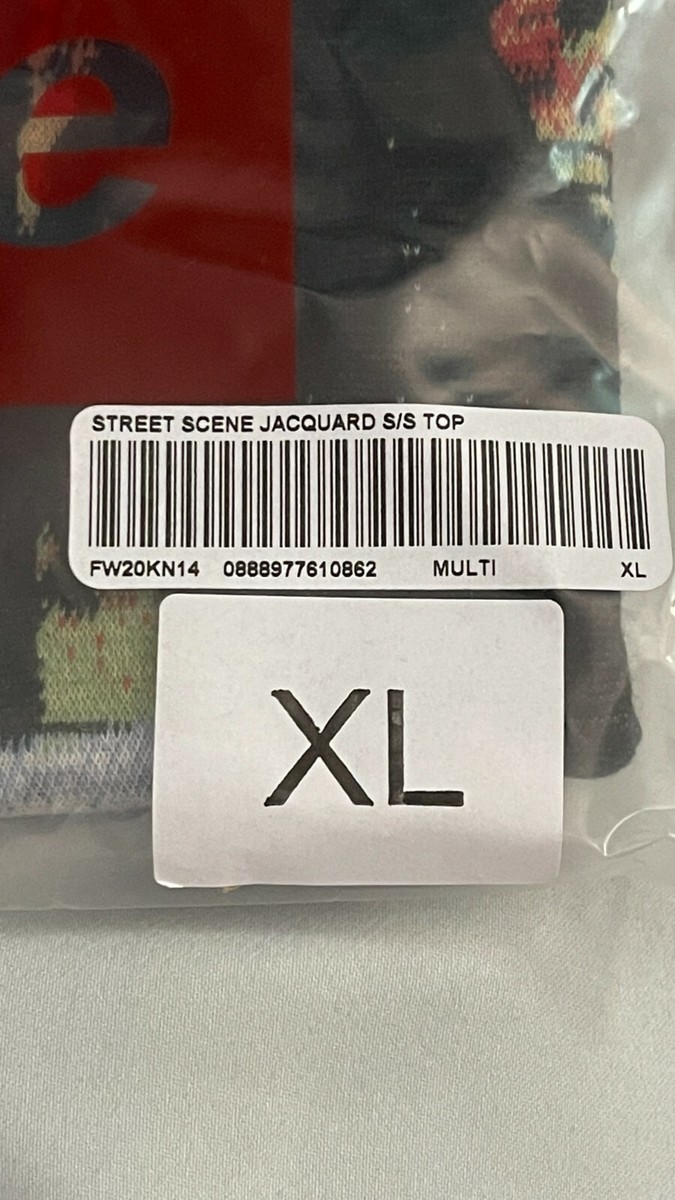 e
STREET SCENE JACQUARD S/S TOP
FW20KN14 0888977610862 MULTI XL
XL